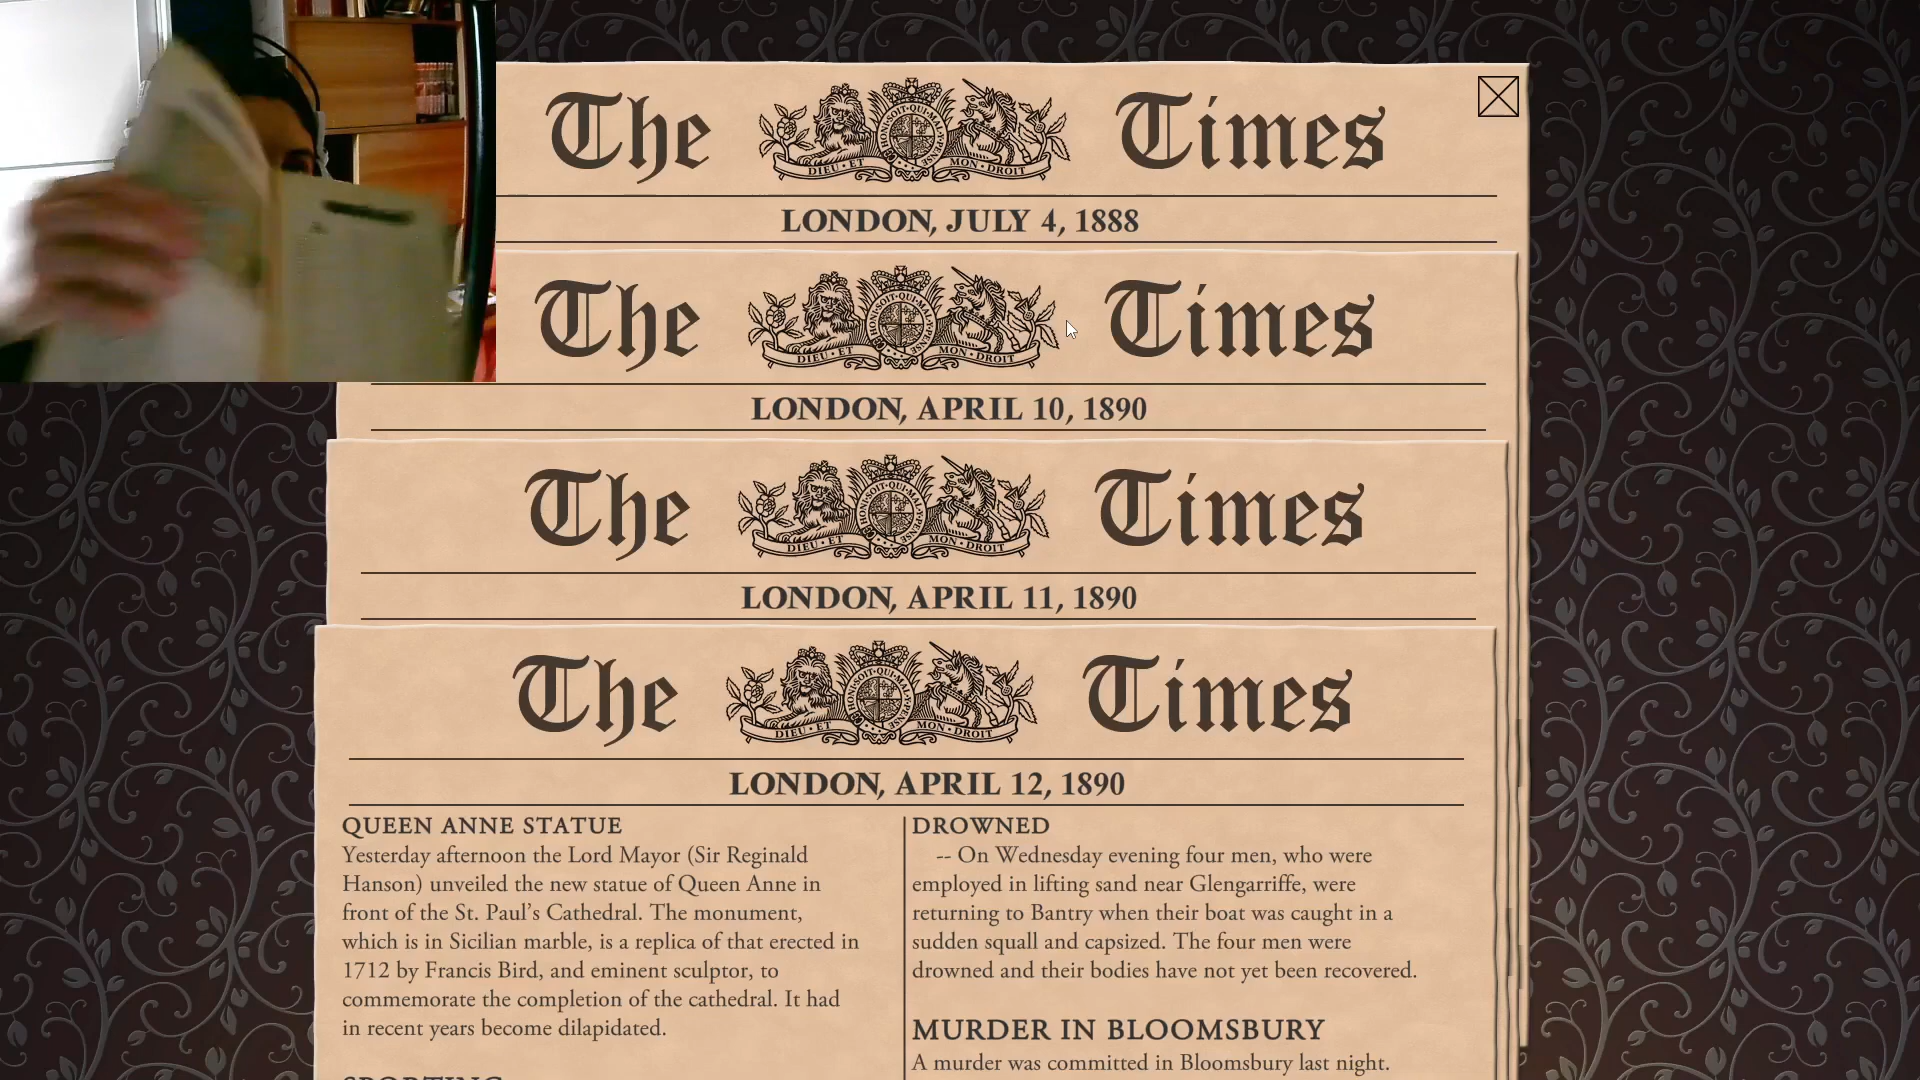 The Times
DIEU · ET MON · DROIT
LONDON, JULY 4, 1888
The Times
DIEU · ET MON · DROIT
LONDON, APRIL 10, 1890
The Times
DIEU · ET MON · DROIT
LONDON, APRIL 11, 1890
The Times
DIEU · ET MON · DROIT
LONDON, APRIL 12, 1890
QUEEN ANNE STATUE
Yesterday afternoon the Lord Mayor (Sir Reginald
Hanson) unveiled the new statue of Queen Anne in
front of the St. Paul's Cathedral. The monument,
which is in Sicilian marble, is a replica of that erected in
1712 by Francis Bird, and eminent sculptor, to
commemorate the completion of the cathedral. It had
in recent years become dilapidated.
SPORTING
DROWNED
-- On Wednesday evening four men, who were
employed in lifting sand near Glengarriffe, were
returning to Bantry when their boat was caught in a
sudden squall and capsized. The four men were
drowned and their bodies have not yet been recovered.
MURDER IN BLOOMSBURY
A murder was committed in Bloomsbury last night.